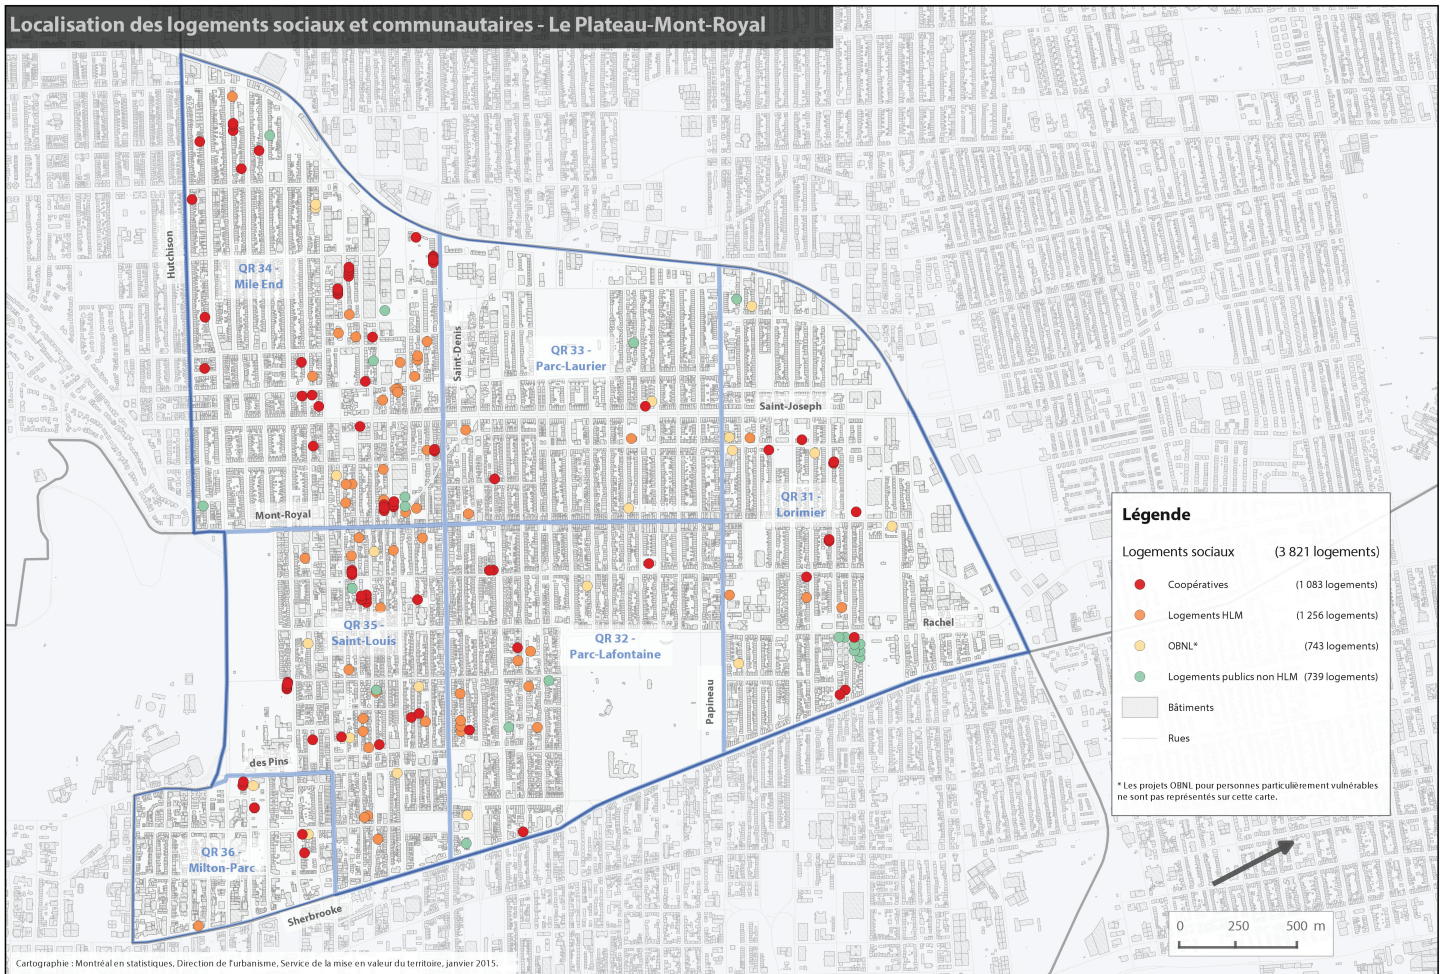 Localisation des logements sociaux et communautaires - Le Plateau-Mont-Royal
Hutchison
QR 34 -
Mile End
Saint-Denis
QR 33 -
Parc-Laurier
Saint-Joseph
QR 31 -
Lorimier
Mont-Royal
QR 35 -
Saint-Louis
QR 32 -
Parc-Lafontaine
Rachel
Papineau
des Pins
QR 36 -
Milton-Parc
Sherbrooke
Légende
Logements sociaux (3 821 logements)
Coopératives (1 083 logements)
Logements HLM (1 256 logements)
OBNL* (743 logements)
Logements publics non HLM (739 logements)
Bâtiments
Rues
* Les projets OBNL pour personnes particulièrement vulnérables
ne sont pas représentés sur cette carte.
0 250 500 m
Cartographie : Montréal en statistiques, Direction de l'urbanisme, Service de la mise en valeur du territoire, janvier 2015.